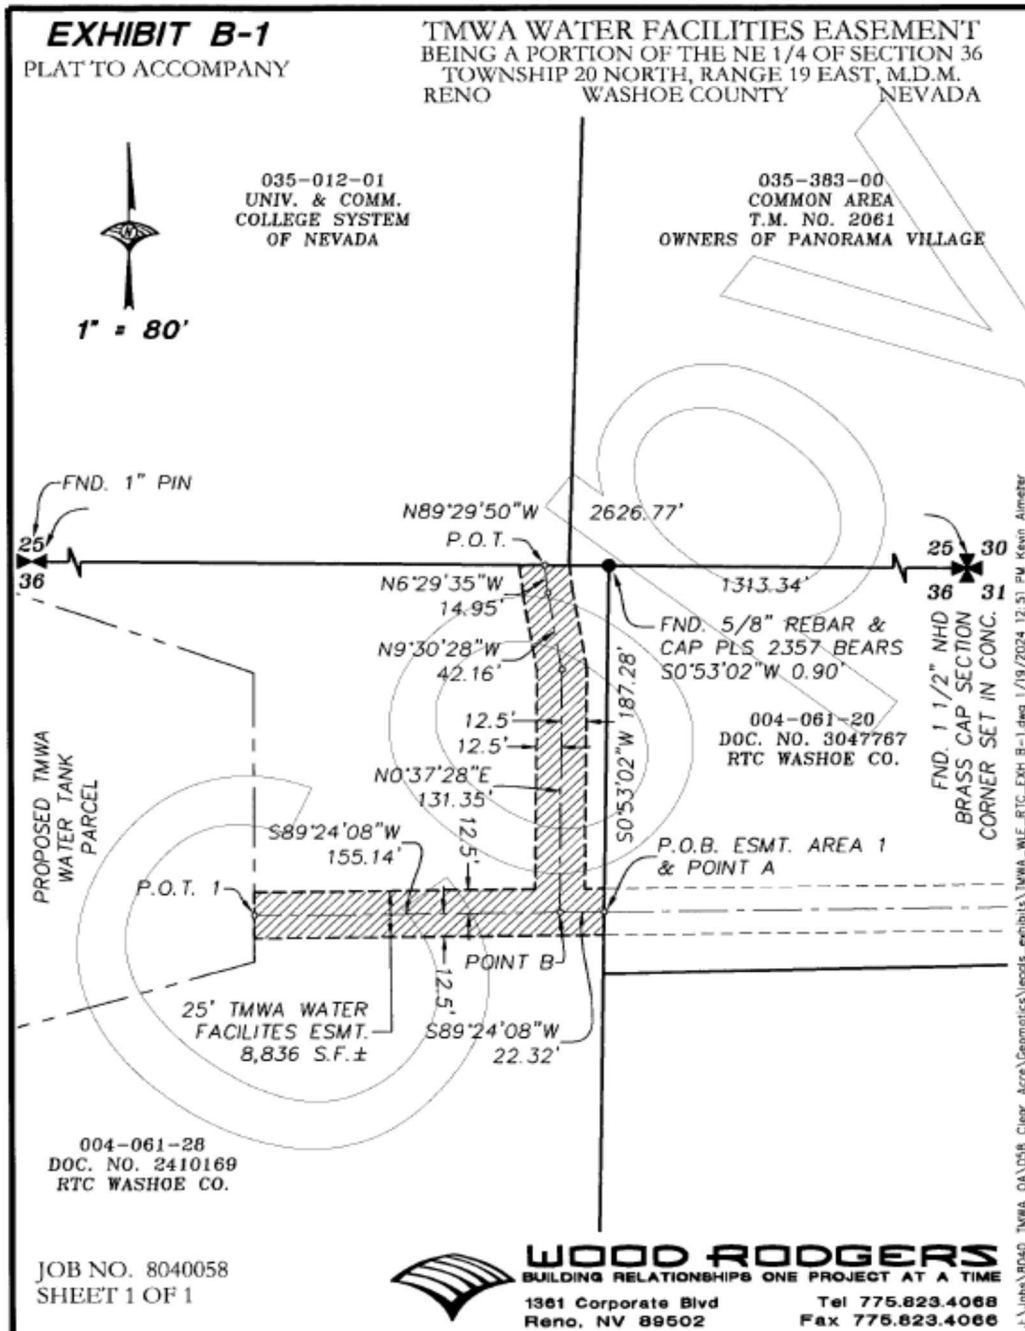 EXHIBIT B-1
PLAT TO ACCOMPANY
TMWA WATER FACILITIES EASEMENT
BEING A PORTION OF THE NE 1/4 OF SECTION 36
TOWNSHIP 20 NORTH, RANGE 19 EAST, M.D.M.
RENO WASHOE COUNTY NEVADA
035-012-01
UNIV. & COMM.
COLLEGE SYSTEM
OF NEVADA
035-383-00
COMMON AREA
T.M. NO. 2061
OWNERS OF PANORAMA VILLAGE
N
1" = 80'
FND. 1" PIN
25
36
N89°29'50"W 2626.77'
P.O.T.
1313.34'
25 30
36 31
N6°29'35"W
14.95'
N9°30'28"W
42.16'
FND. 5/8" REBAR &
CAP PLS 2357 BEARS
S0°53'02"W 0.90'
FND. 1 1/2" NHD
BRASS CAP SECTION
CORNER SET IN CONC.
S0°53'02"W 187.28'
12.5'
12.5'
004-061-20
DOC. NO. 3047767
RTC WASHOE CO.
N0°37'28"E
131.35'
PROPOSED TMWA
WATER TANK
PARCEL
S89°24'08"W
155.14'
12.5'
P.O.B. ESMT. AREA 1
& POINT A
P.O.T. 1
POINT B
12.5'
25' TMWA WATER
FACILITES ESMT.
8,836 S.F.±
S89°24'08"W
22.32'
004-061-28
DOC. NO. 2410169
RTC WASHOE CO.
JOB NO. 8040058
SHEET 1 OF 1
WOOD RODGERS
BUILDING RELATIONSHIPS ONE PROJECT AT A TIME
1361 Corporate Blvd Tel 775.823.4068
Reno, NV 89502 Fax 775.823.4066
1/19/2024 12:51 PM Kevin Almeter
COPY